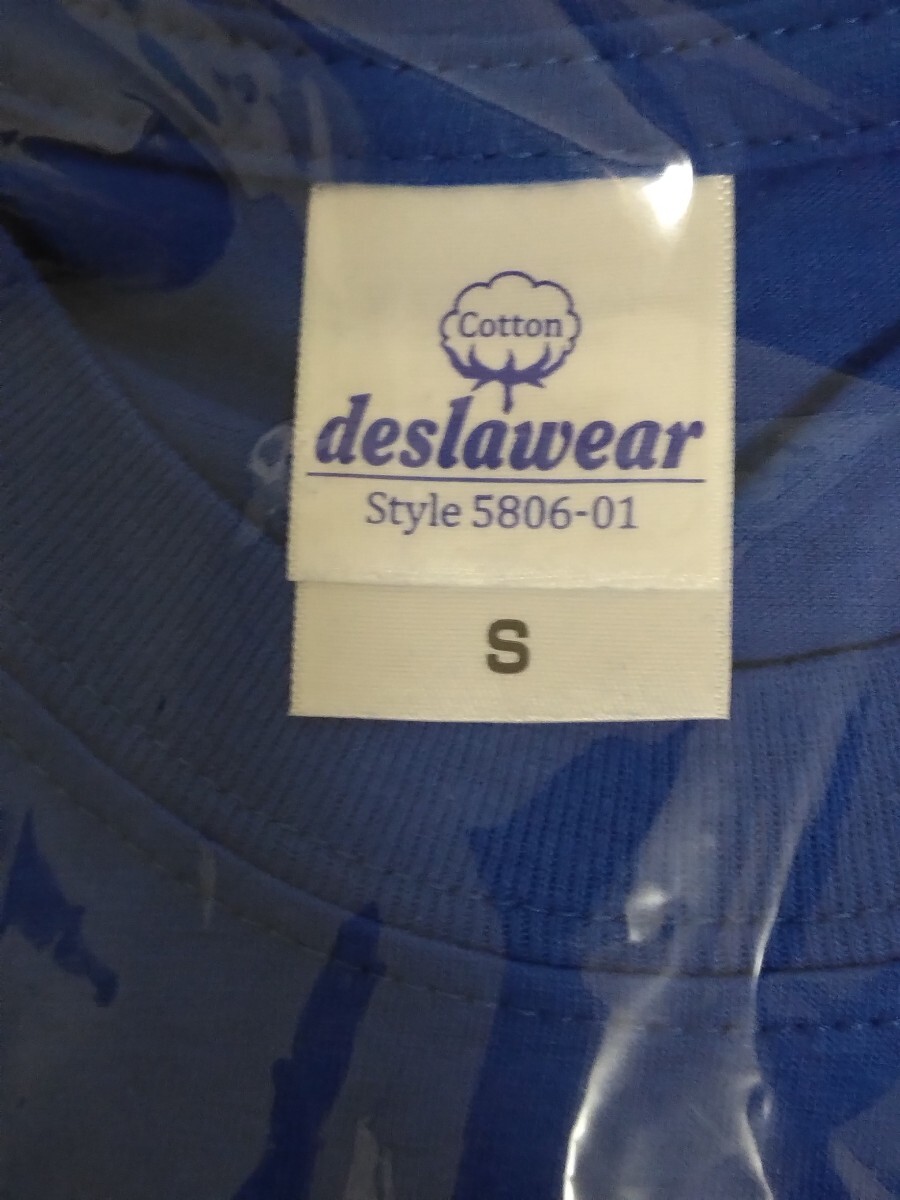 Cotton
deslawear
Style 5806-01
S